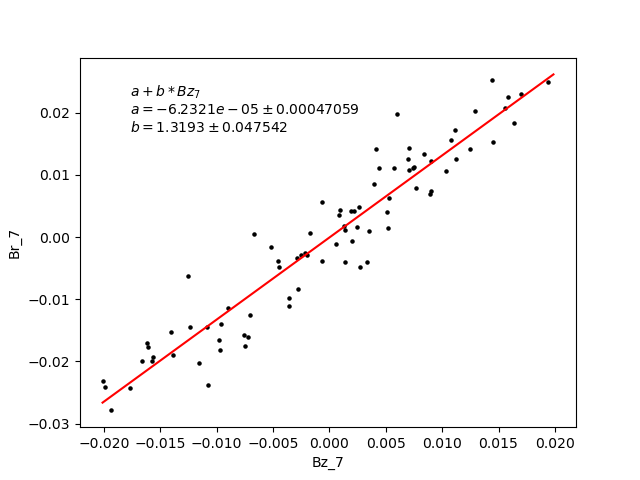 a + b * Bz₇
a = −6.2321e − 05 ± 0.00047059
b = 1.3193 ± 0.047542
0.02
0.01
0.00
−0.01
−0.02
−0.03
Br_7
−0.020 −0.015 −0.010 −0.005 0.000 0.005 0.010 0.015 0.020
Bz_7